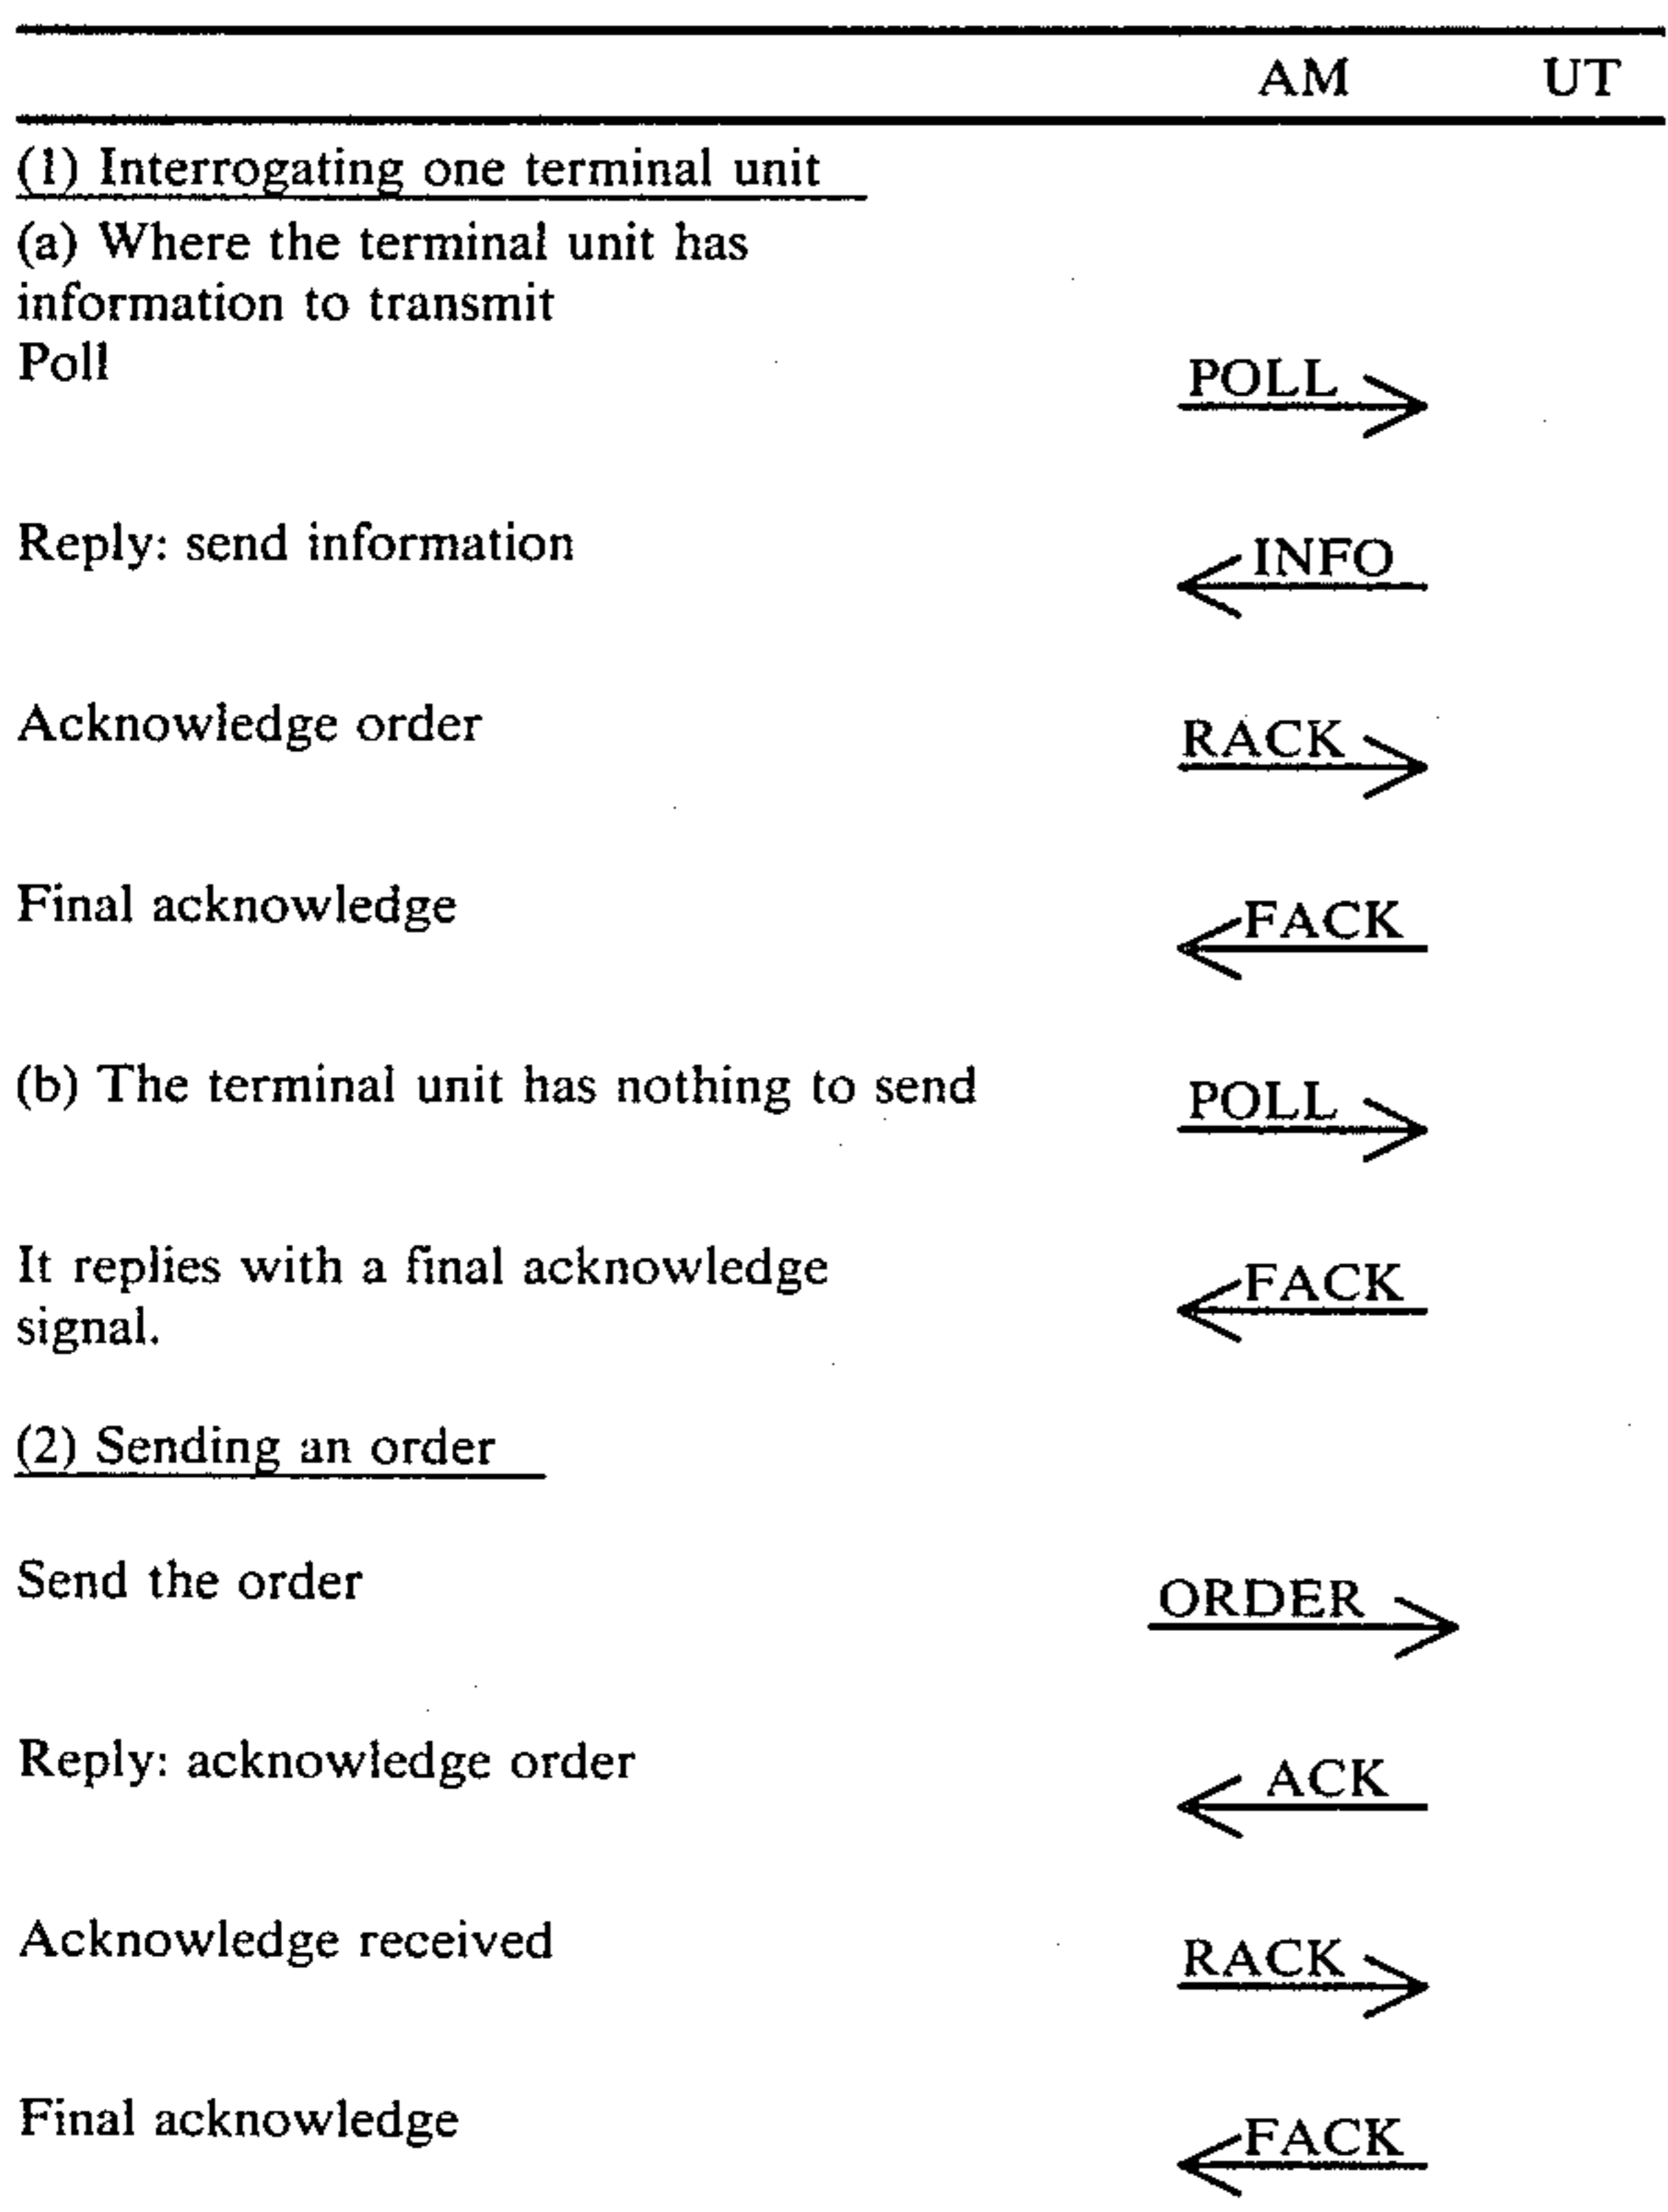 AM UT
(1) Interrogating one terminal unit
(a) Where the terminal unit has
information to transmit
Poll
POLL
Reply: send information
INFO
Acknowledge order
RACK
Final acknowledge
FACK
(b) The terminal unit has nothing to send
POLL
It replies with a final acknowledge
signal.
FACK
(2) Sending an order
Send the order
ORDER
Reply: acknowledge order
ACK
Acknowledge received
RACK
Final acknowledge
FACK